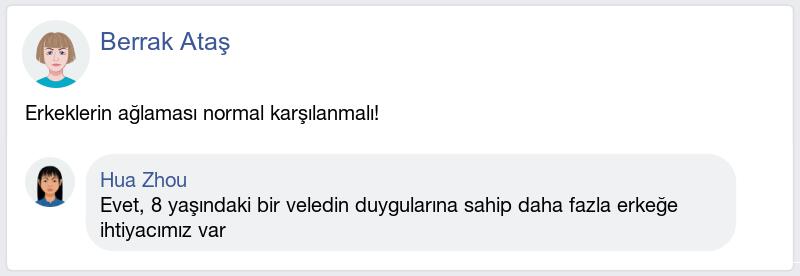 Berrak Ataş
Erkeklerin ağlaması normal karşılanmalı!
Hua Zhou
Evet, 8 yaşındaki bir veledin duygularına sahip daha fazla erkeğe
ihtiyacımız var